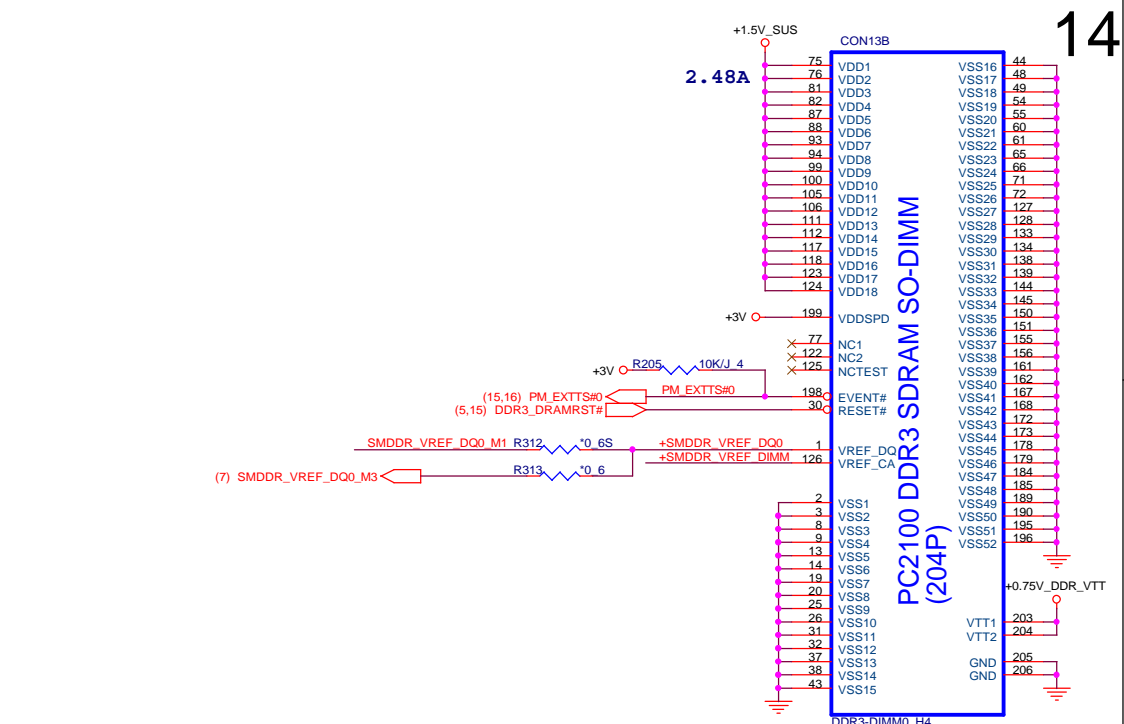 14
+1.5V_SUS
CON13B
2.48A
75 VDD1 VSS16 44
76 VDD2 VSS17 48
81 VDD3 VSS18 49
82 VDD4 VSS19 54
87 VDD5 VSS20 55
88 VDD6 VSS21 60
93 VDD7 VSS22 61
94 VDD8 VSS23 65
99 VDD9 VSS24 66
100 VDD10 VSS25 71
105 VDD11 VSS26 72
106 VDD12 VSS27 127
111 VDD13 VSS28 128
112 VDD14 VSS29 133
117 VDD15 VSS30 134
118 VDD16 VSS31 138
123 VDD17 VSS32 139
124 VDD18 VSS33 144
VSS34 145
+3V 199 VDDSPD VSS35 150
VSS36 151
77 NC1 VSS37 155
122 NC2 VSS38 156
125 NCTEST VSS39 161
+3V R205 10K/J_4 VSS40 162
(15,16) PM_EXTTS#0 PM_EXTTS#0 198 EVENT# VSS41 167
(5,15) DDR3_DRAMRST# 30 RESET# VSS42 168
VSS43 172
VSS44 173
SMDDR_VREF_DQ0_M1 R312 *0_6S +SMDDR_VREF_DQ0 1 VREF_DQ VSS45 178
+SMDDR_VREF_DIMM 126 VREF_CA VSS46 179
(7) SMDDR_VREF_DQ0_M3 R313 *0_6 VSS47 184
VSS48 185
2 VSS1 VSS49 189
3 VSS2 VSS50 190
8 VSS3 VSS51 195
9 VSS4 VSS52 196
13 VSS5
14 VSS6
19 VSS7
20 VSS8
25 VSS9
26 VSS10
31 VSS11
32 VSS12
37 VSS13
38 VSS14
43 VSS15
+0.75V_DDR_VTT
VTT1 203
VTT2 204
GND 205
GND 206
PC2100 DDR3 SDRAM SO-DIMM
(204P)
DDR3-DIMM0_H4